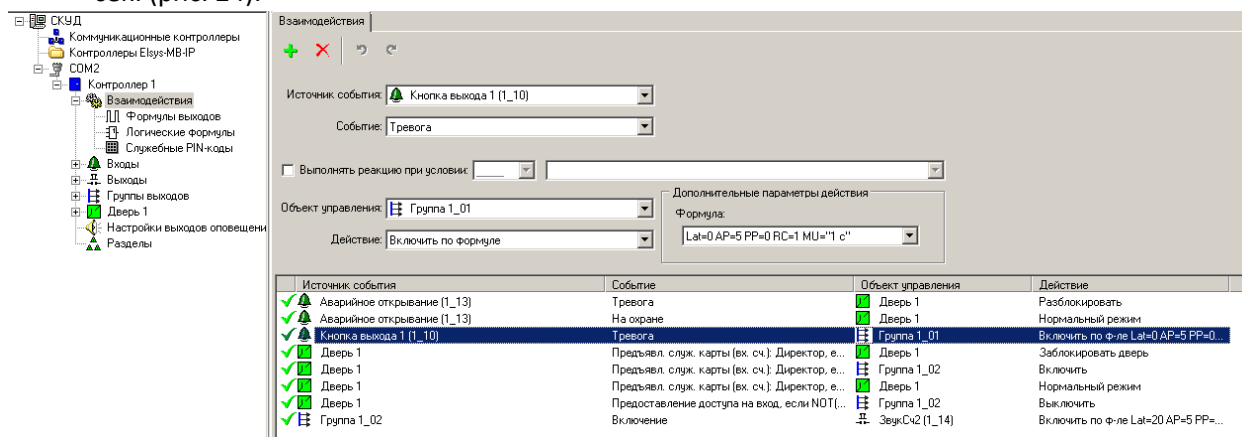 СКУД
Коммуникационные контроллеры
Контроллеры Elsys-MB-IP
COM2
Контроллер 1
Взаимодействия
Формулы выходов
Логические формулы
Служебные PIN-коды
Входы
Выходы
Группы выходов
Дверь 1
Настройки выходов оповещени
Разделы
Взаимодействия
Источник события: Кнопка выхода 1 (1_10)
Событие: Тревога
Выполнять реакцию при условии: ____
Объект управления: Группа 1_01
Действие: Включить по формуле
Дополнительные параметры действия
Формула:
Lat=0 AP=5 PP=0 RC=1 MU="1 с"
Источник события Событие Объект управления Действие
Аварийное открывание (1_13) Тревога Дверь 1 Разблокировать
Аварийное открывание (1_13) На охране Дверь 1 Нормальный режим
Кнопка выхода 1 (1_10) Тревога Группа 1_01 Включить по ф-ле Lat=0 AP=5 PP=0...
Дверь 1 Предъявл. служ. карты (вх. сч.): Директор, е... Дверь 1 Заблокировать дверь
Дверь 1 Предъявл. служ. карты (вх. сч.): Директор, е... Группа 1_02 Включить
Дверь 1 Предъявл. служ. карты (вх. сч.): Директор, е... Дверь 1 Нормальный режим
Дверь 1 Предоставление доступа на вход, если NOT(... Группа 1_02 Выключить
Группа 1_02 Включение ЗвукСч2 (1_14) Включить по ф-ле Lat=20 AP=5 PP=...